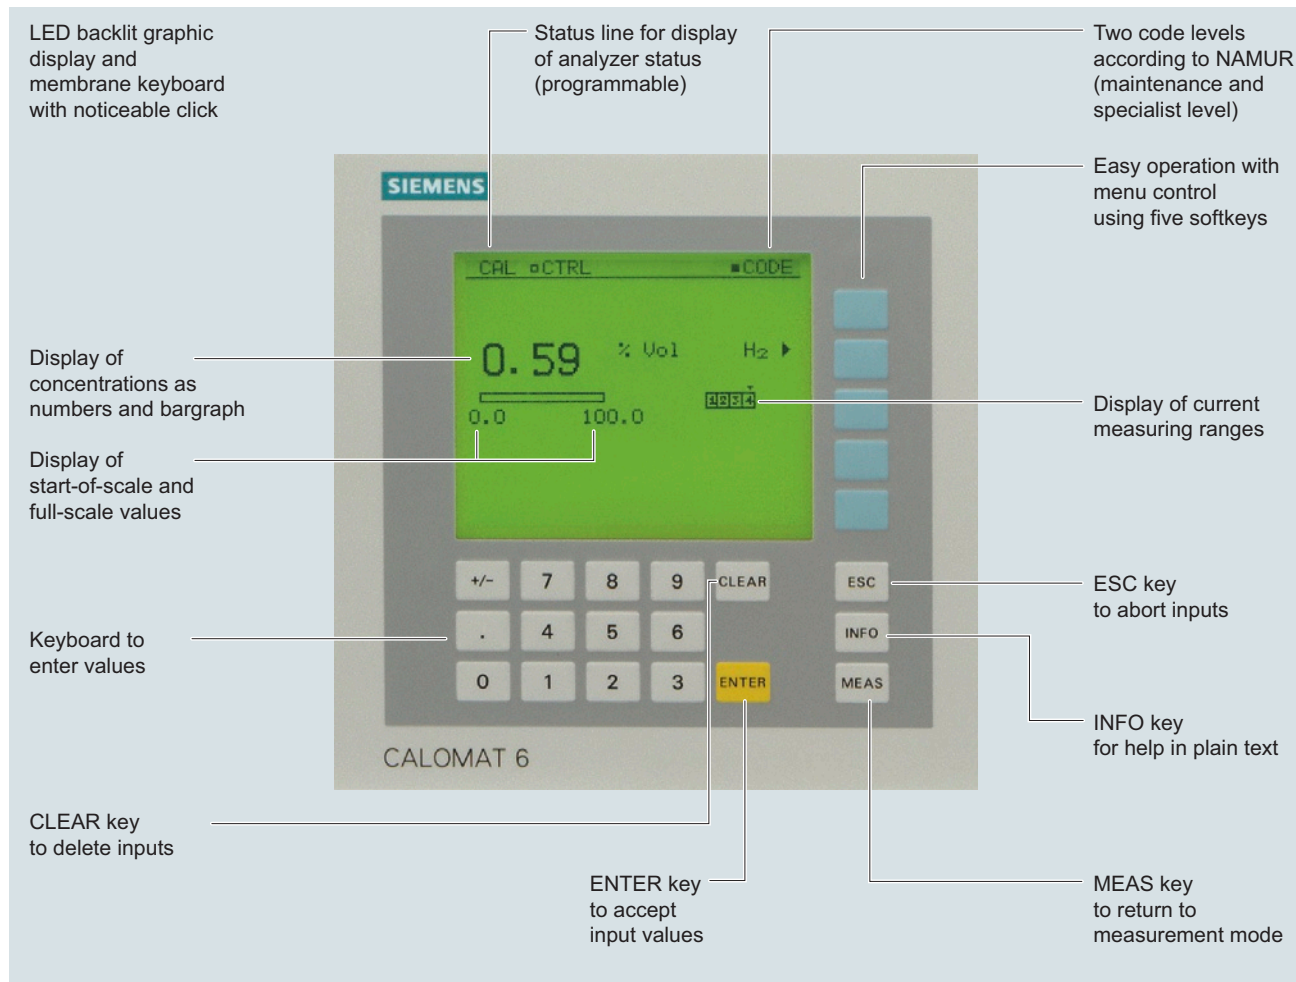 LED backlit graphic
display and
membrane keyboard
with noticeable click
Status line for display
of analyzer status
(programmable)
Two code levels
according to NAMUR
(maintenance and
specialist level)
Easy operation with
menu control
using five softkeys
SIEMENS
CAL CTRL CODE
0.59 % Vol H₂
1 2 3 4
0.0 100.0
Display of
concentrations as
numbers and bargraph
Display of
start-of-scale and
full-scale values
Display of current
measuring ranges
+/- 7 8 9 CLEAR ESC
. 4 5 6 INFO
0 1 2 3 ENTER MEAS
Keyboard to
enter values
ESC key
to abort inputs
INFO key
for help in plain text
CALOMAT 6
CLEAR key
to delete inputs
ENTER key
to accept
input values
MEAS key
to return to
measurement mode